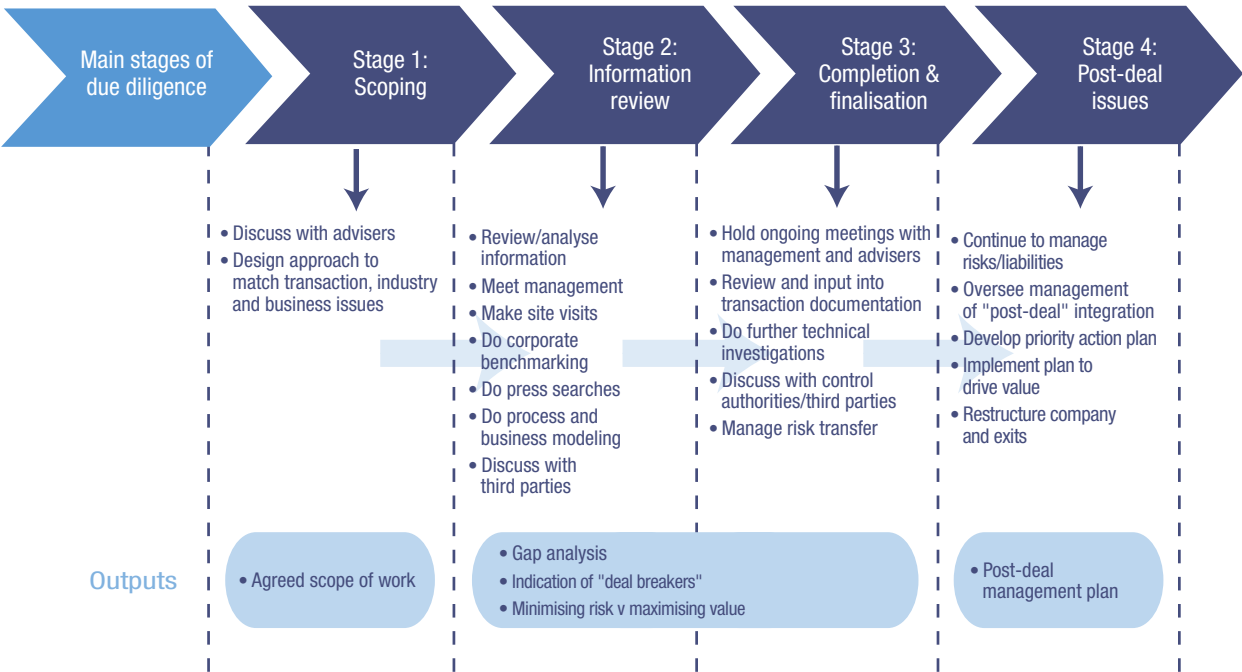 Main stages of
due diligence
Stage 1:
Scoping
Stage 2:
Information
review
Stage 3:
Completion &
finalisation
Stage 4:
Post-deal
issues
• Discuss with advisers
• Design approach to
match transaction, industry
and business issues
• Review/analyse
information
• Meet management
• Make site visits
• Do corporate
benchmarking
• Do press searches
• Do process and
business modeling
• Discuss with
third parties
• Hold ongoing meetings with
management and advisers
• Review and input into
transaction documentation
• Do further technical
investigations
• Discuss with control
authorities/third parties
• Manage risk transfer
• Continue to manage
risks/liabilities
• Oversee management
of "post-deal" integration
• Develop priority action plan
• Implement plan to
drive value
• Restructure company
and exits
Outputs
• Agreed scope of work
• Gap analysis
• Indication of "deal breakers"
• Minimising risk v maximising value
• Post-deal
management plan